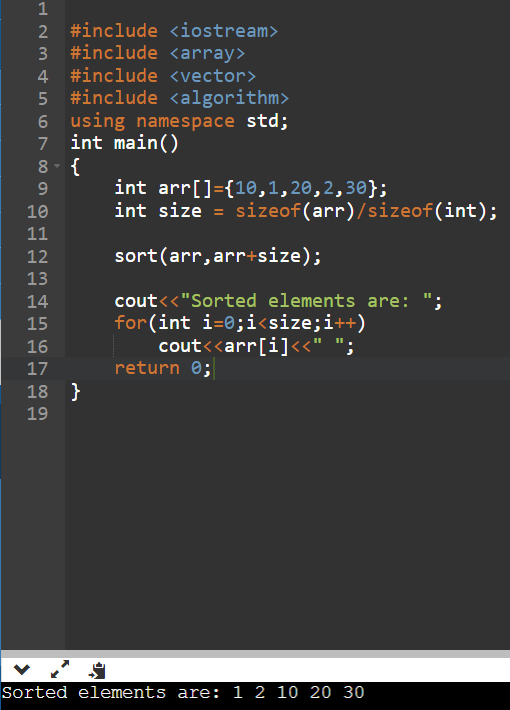 1
2 #include <iostream>
3 #include <array>
4 #include <vector>
5 #include <algorithm>
6 using namespace std;
7 int main()
8 {
9     int arr[]={10,1,20,2,30};
10     int size = sizeof(arr)/sizeof(int);
11
12     sort(arr,arr+size);
13
14     cout<<"Sorted elements are: ";
15     for(int i=0;i<size;i++)
16         cout<<arr[i]<<" ";
17     return 0;
18 }
19
Sorted elements are: 1 2 10 20 30